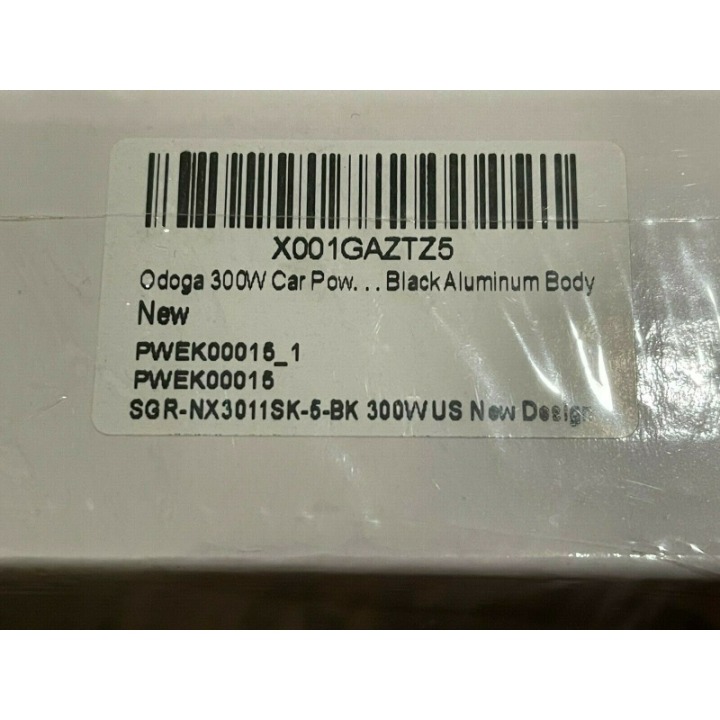 X001GAZTZ5
Odoga 300W Car Pow... Black Aluminum Body
New
PWEK00015_1
PWEK00015
SGR-NX3011SK-5-BK 300W US New Design